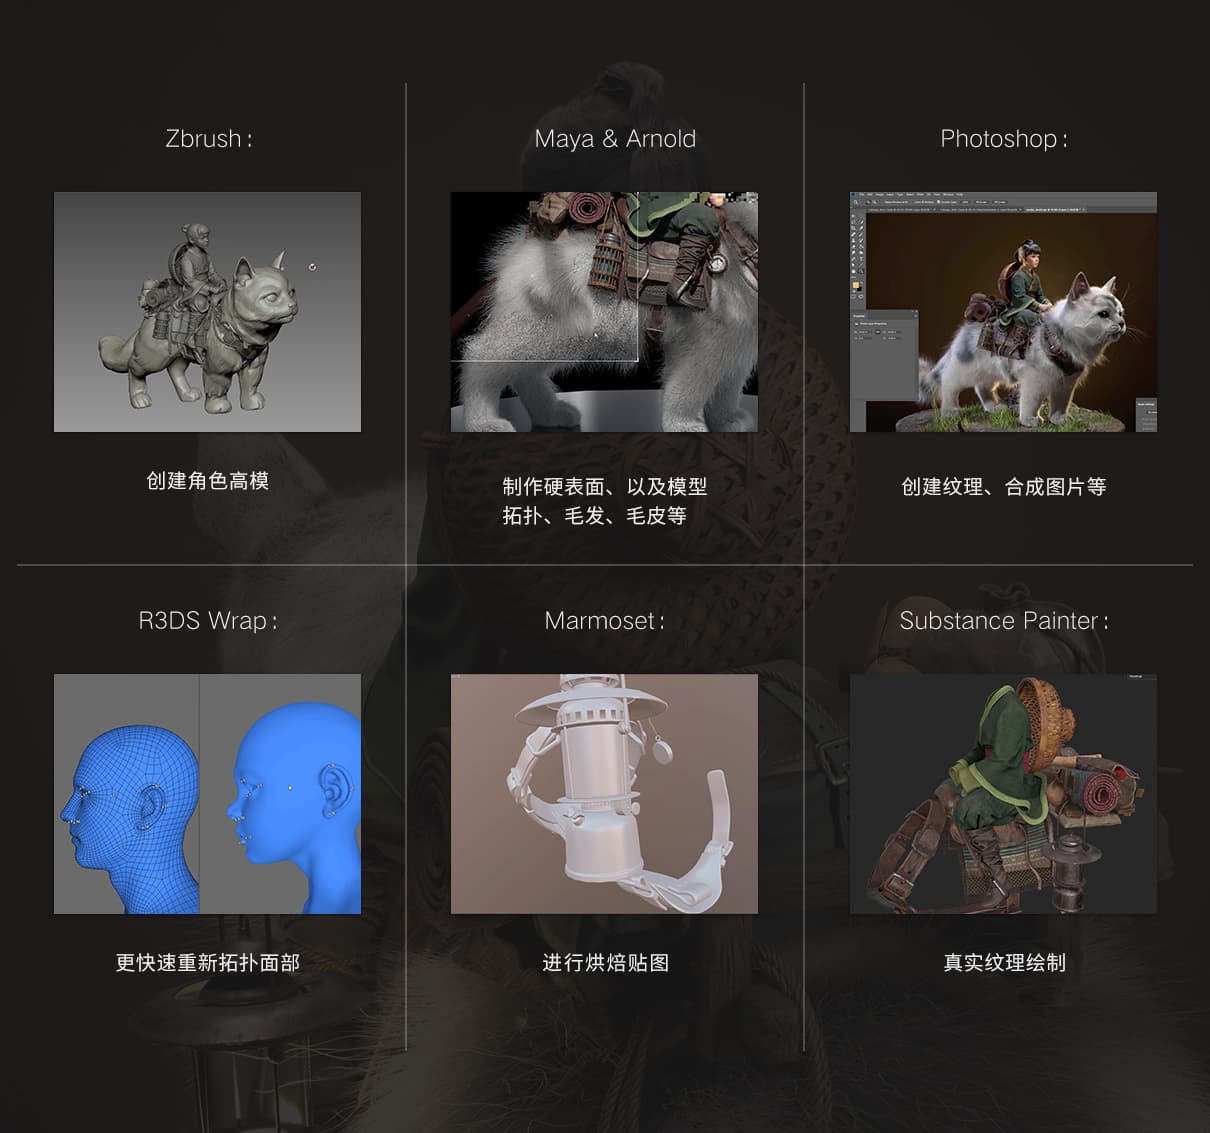 Zbrush :
Maya & Arnold
Photoshop :
创建角色高模
制作硬表面、以及模型
拓扑、毛发、毛皮等
创建纹理、合成图片等
R3DS Wrap :
Marmoset :
Substance Painter :
更快速重新拓扑面部
进行烘焙贴图
真实纹理绘制